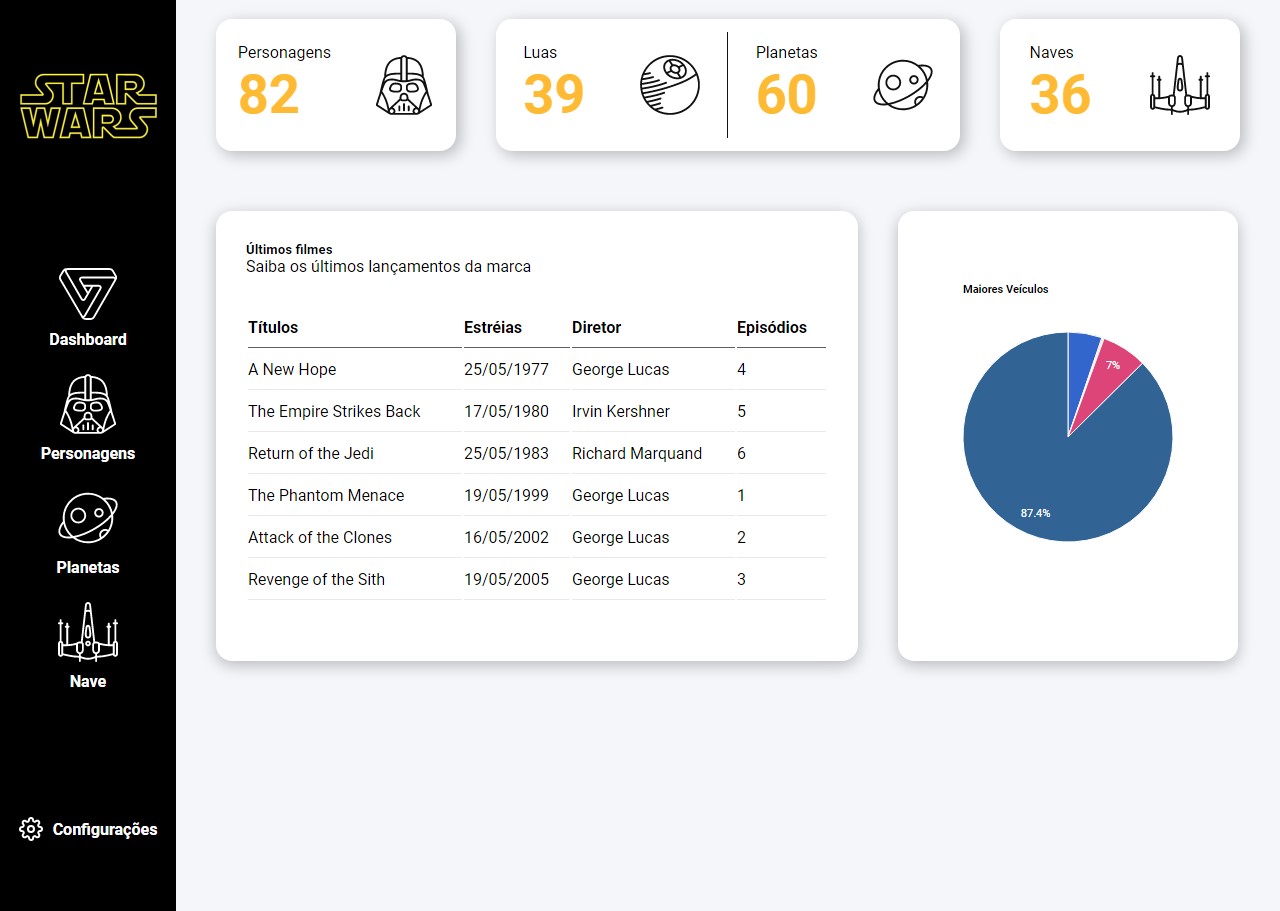 STAR
WARS
Dashboard
Personagens
Planetas
Nave
Configurações
Personagens
82
Luas
39
Planetas
60
Naves
36
Últimos filmes
Saiba os últimos lançamentos da marca
Títulos Estréias Diretor Episódios
A New Hope 25/05/1977 George Lucas 4
The Empire Strikes Back 17/05/1980 Irvin Kershner 5
Return of the Jedi 25/05/1983 Richard Marquand 6
The Phantom Menace 19/05/1999 George Lucas 1
Attack of the Clones 16/05/2002 George Lucas 2
Revenge of the Sith 19/05/2005 George Lucas 3
Maiores Veículos
7%
87.4%